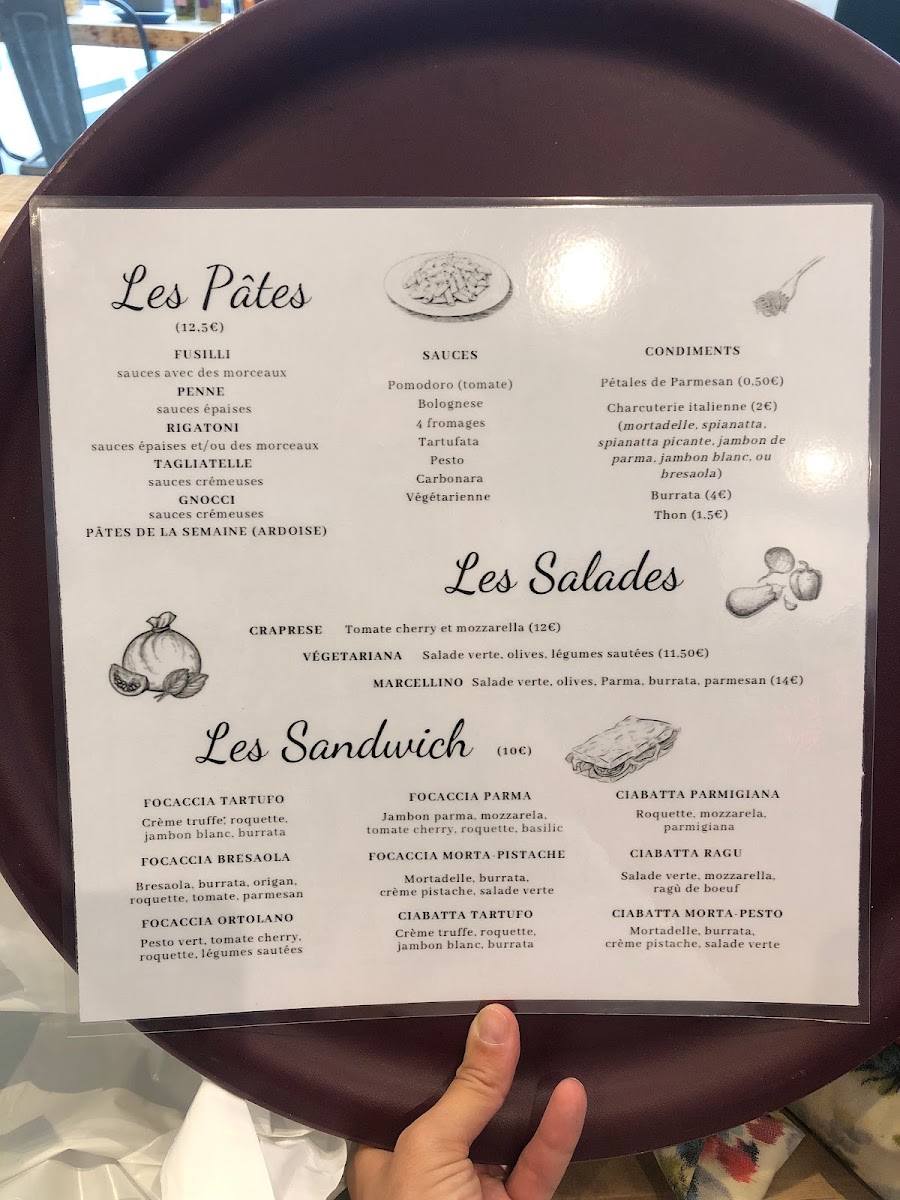 Les Pâtes
(12,5€)
FUSILLI
sauces avec des morceaux
PENNE
sauces épaises
RIGATONI
sauces épaises et/ou des morceaux
TAGLIATELLE
sauces crémeuses
GNOCCI
sauces crémeuses
PÂTES DE LA SEMAINE (ARDOISE)
SAUCES
Pomodoro (tomate)
Bolognese
4 fromages
Tartufata
Pesto
Carbonara
Végétarienne
CONDIMENTS
Pétales de Parmesan (0,50€)
Charcuterie italienne (2€)
(mortadelle, spianatta,
spianatta picante, jambon de
parma, jambon blanc, ou
bresaola)
Burrata (4€)
Thon (1,5€)
Les Salades
CRAPRESE Tomate cherry et mozzarella (12€)
VÉGETARIANA Salade verte, olives, légumes sautées (11.50€)
MARCELLINO Salade verte, olives, Parma, burrata, parmesan (14€)
Les Sandwich (10€)
FOCACCIA TARTUFO
Crème truffe, roquette,
jambon blanc, burrata
FOCACCIA BRESAOLA
Bresaola, burrata, origan,
roquette, tomate, parmesan
FOCACCIA ORTOLANO
Pesto vert, tomate cherry,
roquette, légumes sautées
FOCACCIA PARMA
Jambon parma, mozzarela,
tomate cherry, roquette, basilic
FOCACCIA MORTA-PISTACHE
Mortadelle, burrata,
crème pistache, salade verte
CIABATTA TARTUFO
Crème truffe, roquette,
jambon blanc, burrata
CIABATTA PARMIGIANA
Roquette, mozzarela,
parmigiana
CIABATTA RAGU
Salade verte, mozzarella,
ragù de boeuf
CIABATTA MORTA-PESTO
Mortadelle, burrata,
crème pistache, salade verte